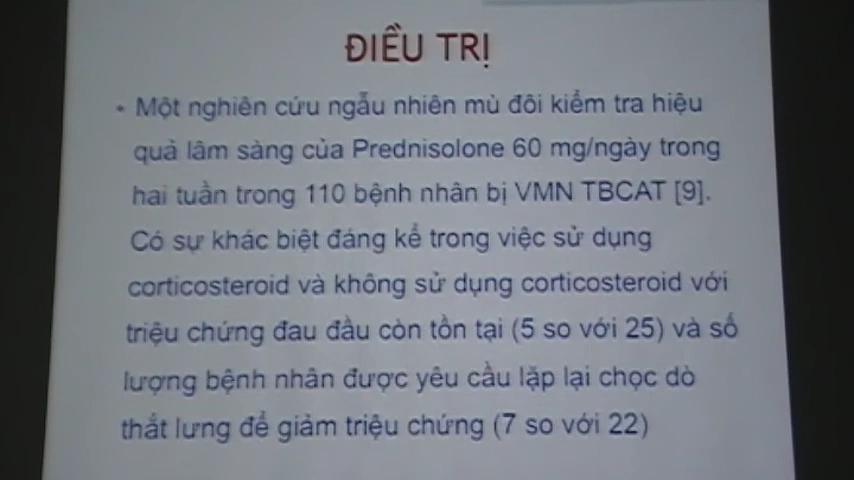 ĐIỀU TRỊ
• Một nghiên cứu ngẫu nhiên mù đôi kiểm tra hiệu
quả lâm sàng của Prednisolone 60 mg/ngày trong
hai tuần trong 110 bệnh nhân bị VMN TBCAT [9].
Có sự khác biệt đáng kể trong việc sử dụng
corticosteroid và không sử dụng corticosteroid với
triệu chứng đau đầu còn tồn tại (5 so với 25) và số
lượng bệnh nhân được yêu cầu lặp lại chọc dò
thắt lưng để giảm triệu chứng (7 so với 22)